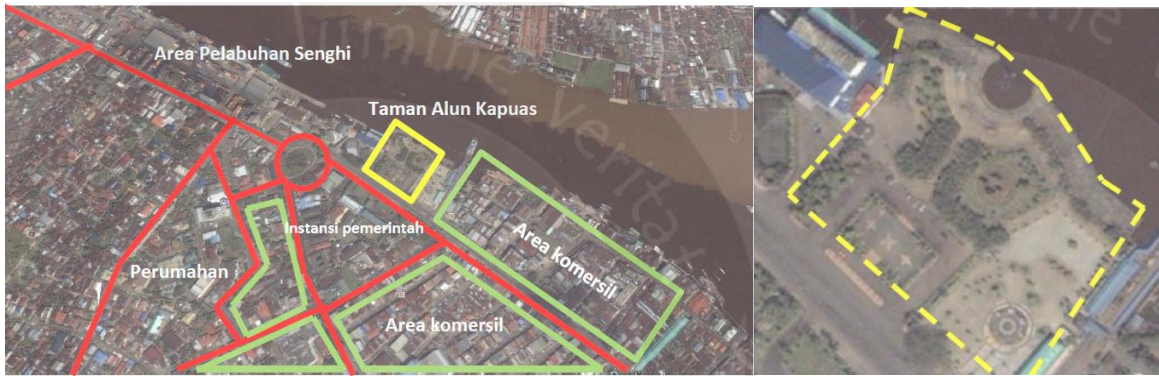 Area Pelabuhan Senghi
Taman Alun Kapuas
Instansi pemerintah
Area komersil
Perumahan
Area komersil